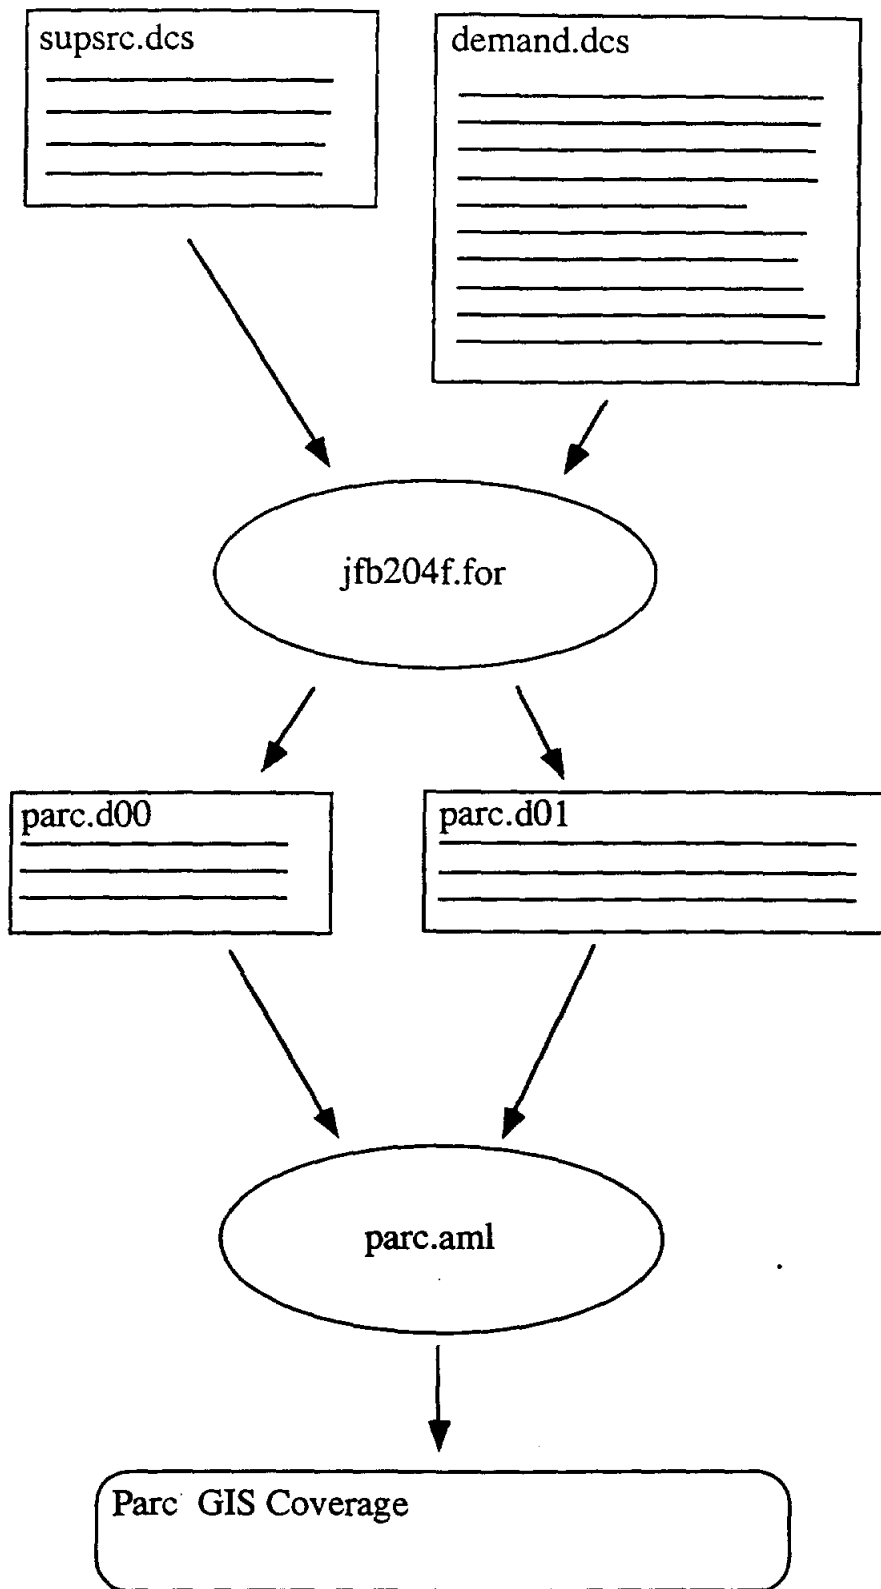 supsrc.dcs
demand.dcs
jfb204f.for
parc.d00
parc.d01
parc.aml
Parc GIS Coverage